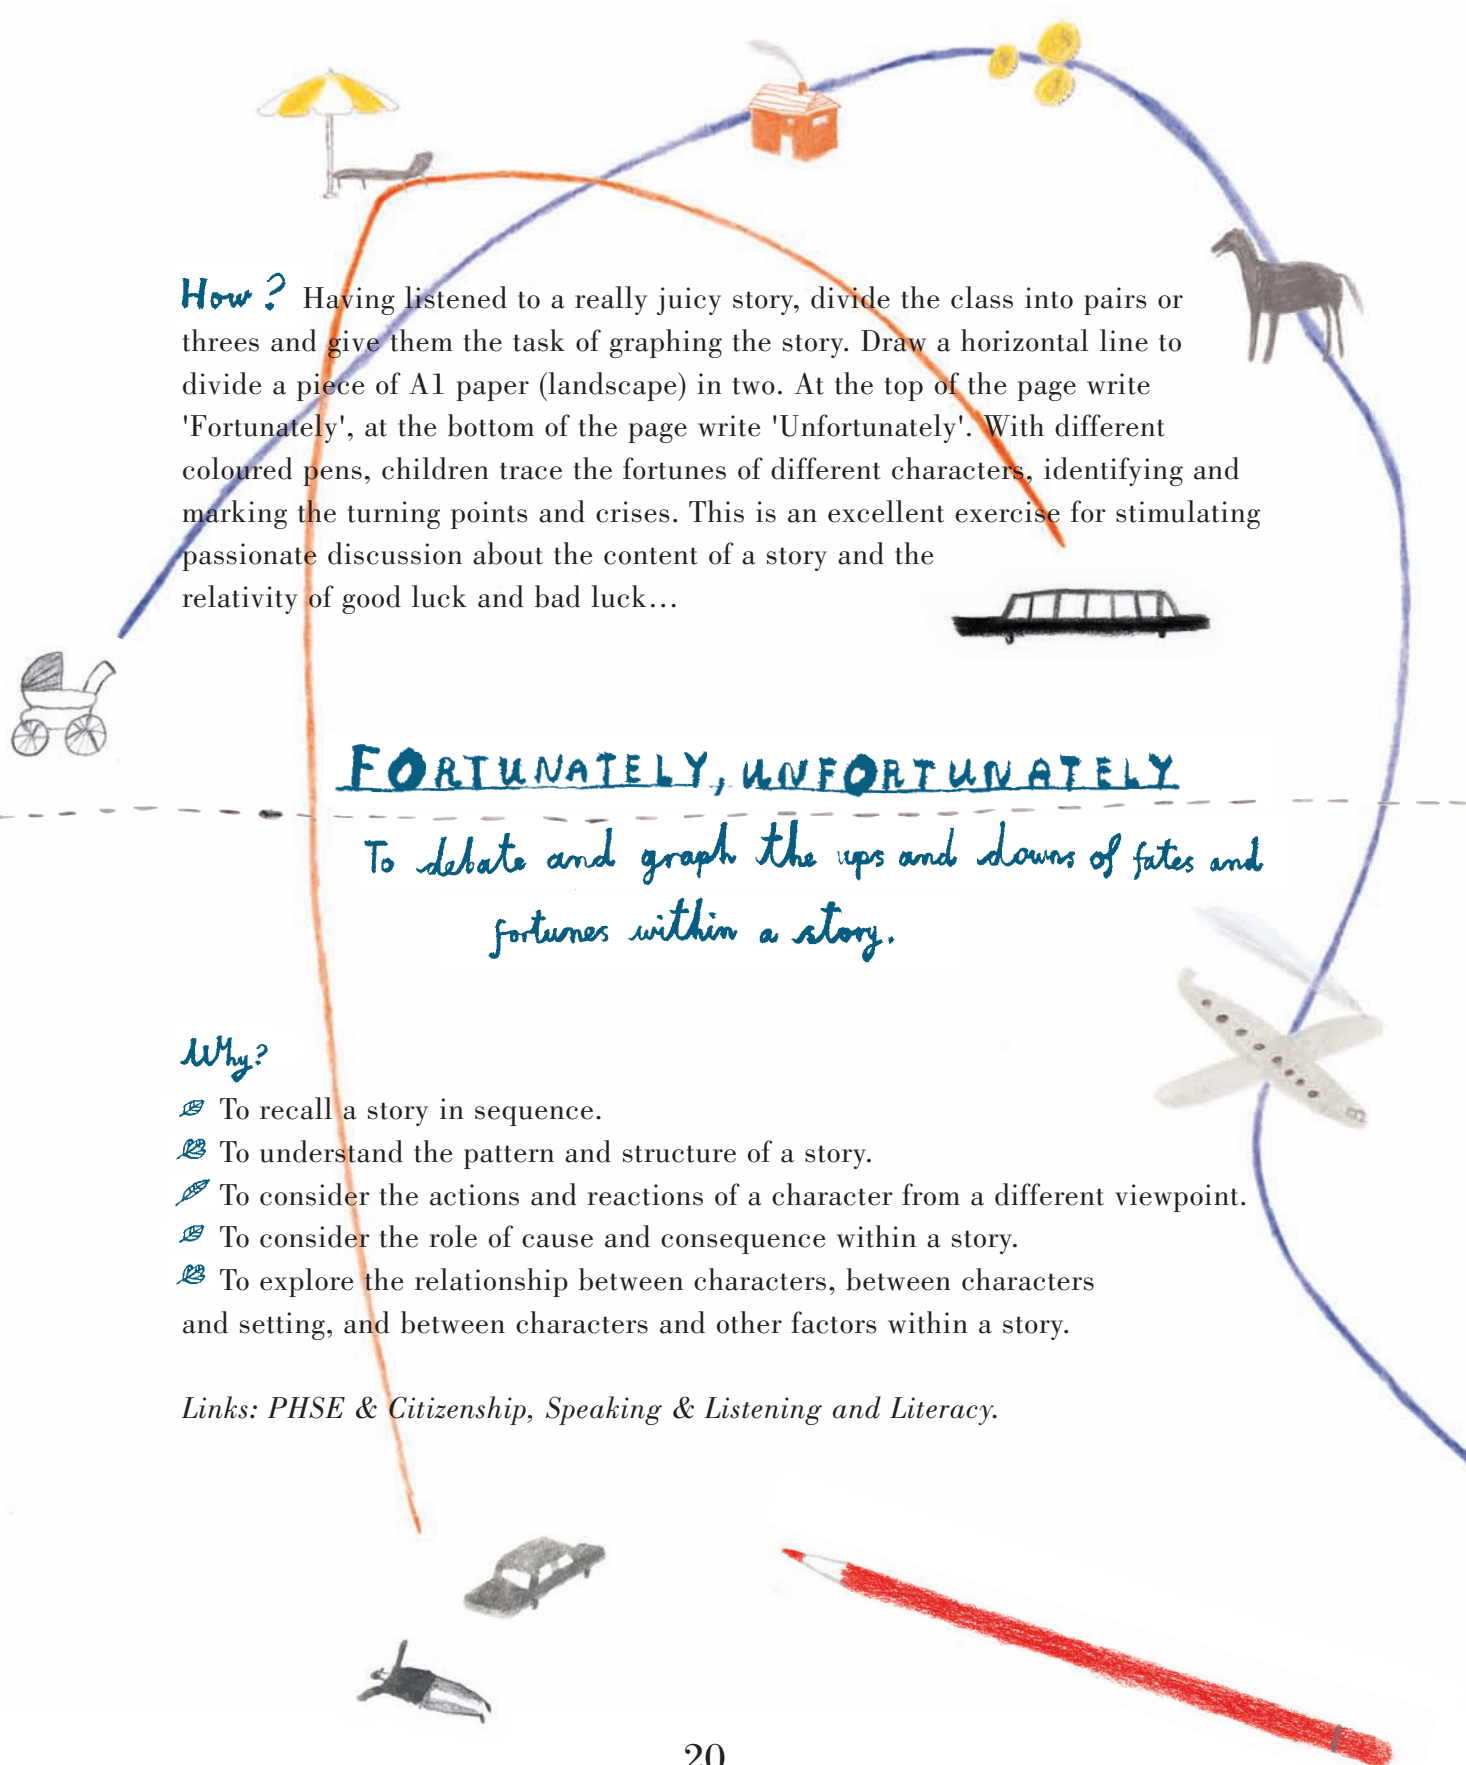 How? Having listened to a really juicy story, divide the class into pairs or
threes and give them the task of graphing the story. Draw a horizontal line to
divide a piece of A1 paper (landscape) in two. At the top of the page write
'Fortunately', at the bottom of the page write 'Unfortunately'. With different
coloured pens, children trace the fortunes of different characters, identifying and
marking the turning points and crises. This is an excellent exercise for stimulating
passionate discussion about the content of a story and the
relativity of good luck and bad luck...
FORTUNATELY, UNFORTUNATELY
To debate and graph the ups and downs of fates and
fortunes within a story.
Why?
To recall a story in sequence.
To understand the pattern and structure of a story.
To consider the actions and reactions of a character from a different viewpoint.
To consider the role of cause and consequence within a story.
To explore the relationship between characters, between characters
and setting, and between characters and other factors within a story.
Links: PHSE & Citizenship, Speaking & Listening and Literacy.
20